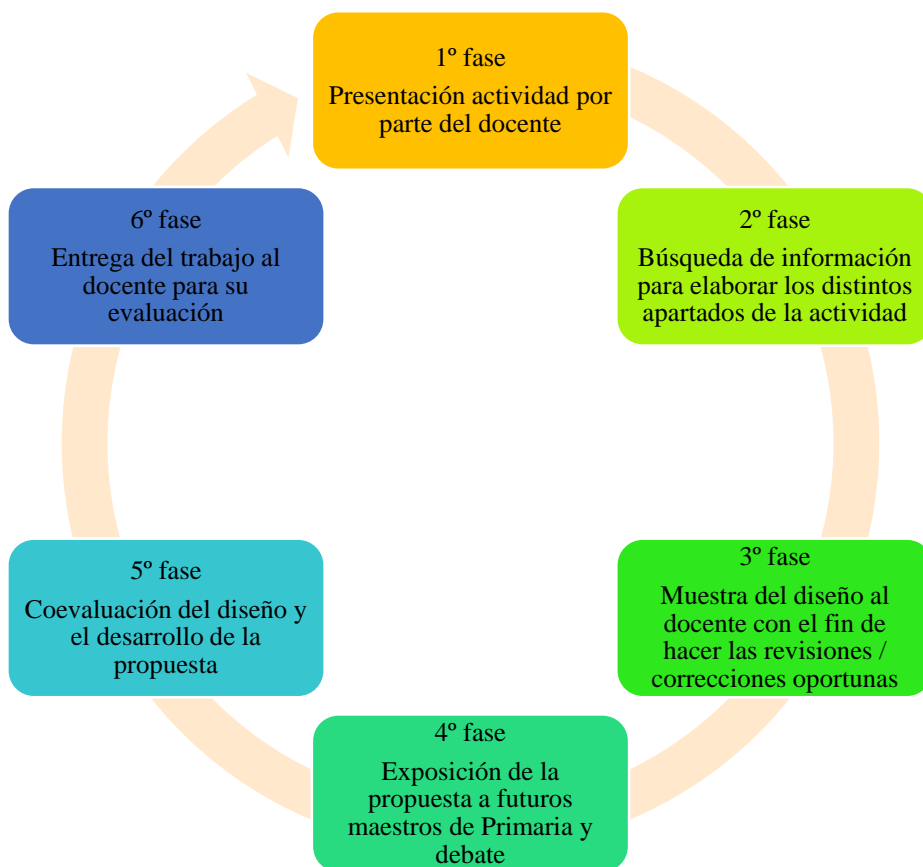 1º fase
Presentación actividad por
parte del docente
2º fase
Búsqueda de información
para elaborar los distintos
apartados de la actividad
3º fase
Muestra del diseño al
docente con el fin de
hacer las revisiones /
correcciones oportunas
4º fase
Exposición de la
propuesta a futuros
maestros de Primaria y
debate
5º fase
Coevaluación del diseño y
el desarrollo de la
propuesta
6º fase
Entrega del trabajo al
docente para su
evaluación